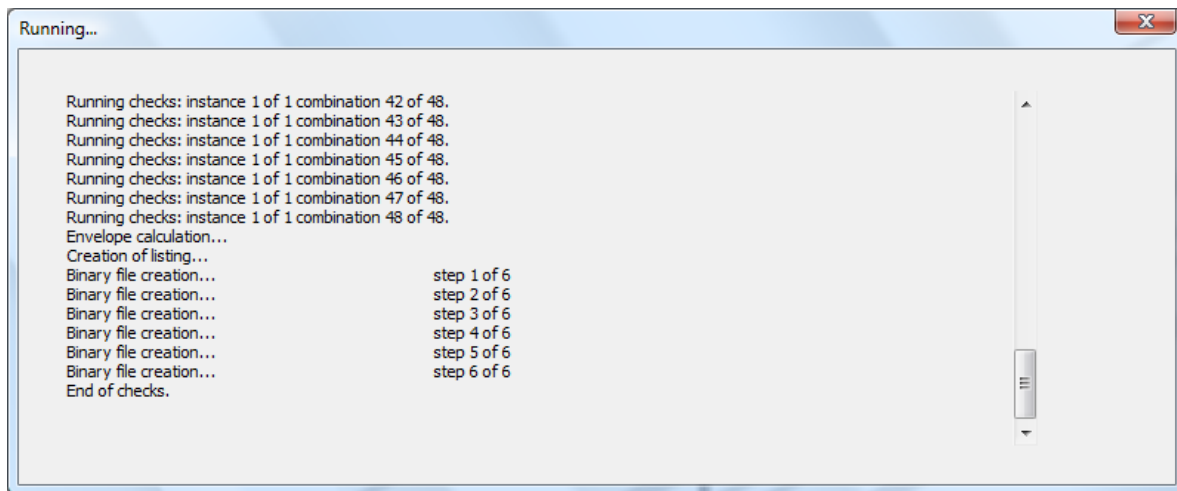 Running...
Running checks: instance 1 of 1 combination 42 of 48.
Running checks: instance 1 of 1 combination 43 of 48.
Running checks: instance 1 of 1 combination 44 of 48.
Running checks: instance 1 of 1 combination 45 of 48.
Running checks: instance 1 of 1 combination 46 of 48.
Running checks: instance 1 of 1 combination 47 of 48.
Running checks: instance 1 of 1 combination 48 of 48.
Envelope calculation...
Creation of listing...
Binary file creation... step 1 of 6
Binary file creation... step 2 of 6
Binary file creation... step 3 of 6
Binary file creation... step 4 of 6
Binary file creation... step 5 of 6
Binary file creation... step 6 of 6
End of checks.